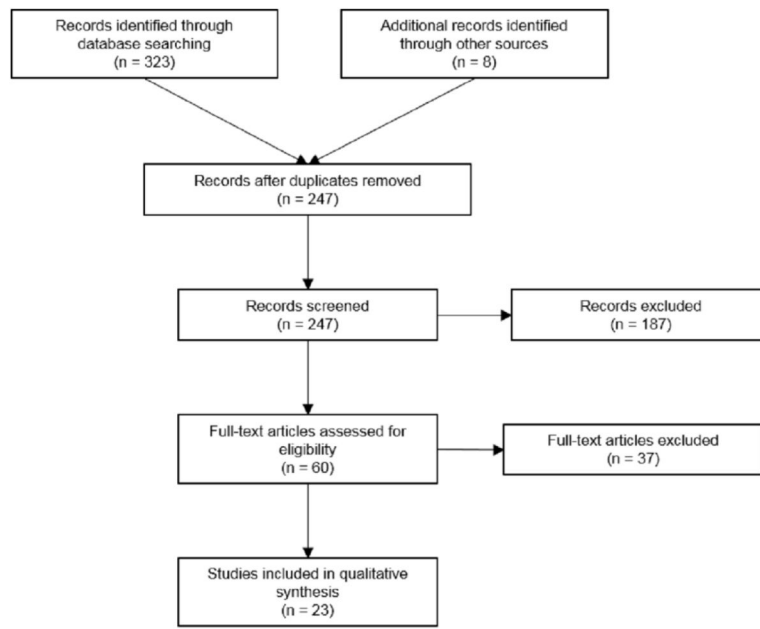 Records identified through
database searching
(n = 323)
Additional records identified
through other sources
(n = 8)
Records after duplicates removed
(n = 247)
Records screened
(n = 247)
Records excluded
(n = 187)
Full-text articles assessed for
eligibility
(n = 60)
Full-text articles excluded
(n = 37)
Studies included in qualitative
synthesis
(n = 23)